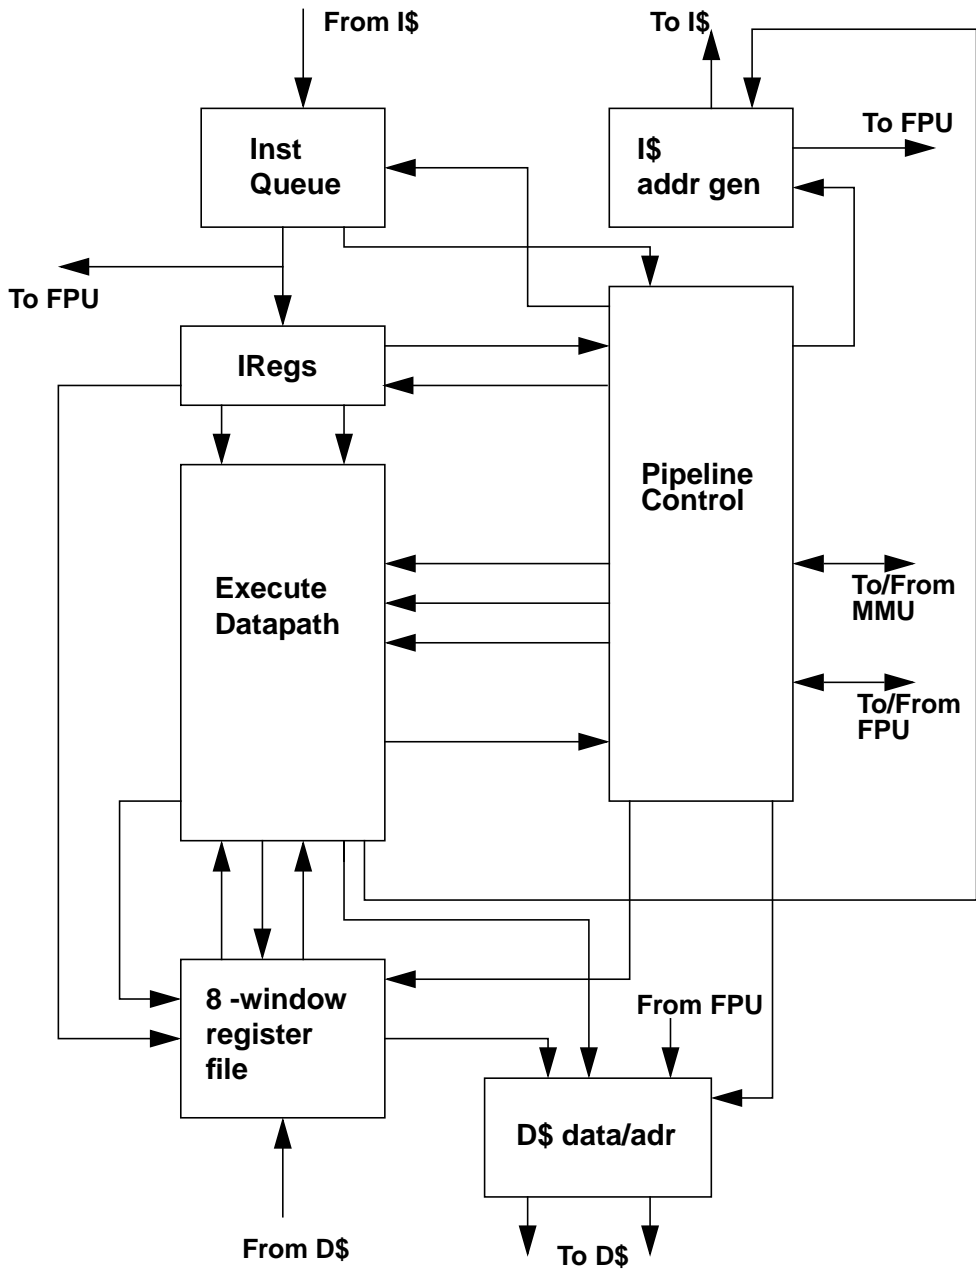 From I$
To I$
Inst
Queue
I$
addr gen
To FPU
To FPU
IRegs
Pipeline
Control
Execute
Datapath
To/From
MMU
To/From
FPU
8 -window
register
file
From FPU
D$ data/adr
From D$
To D$